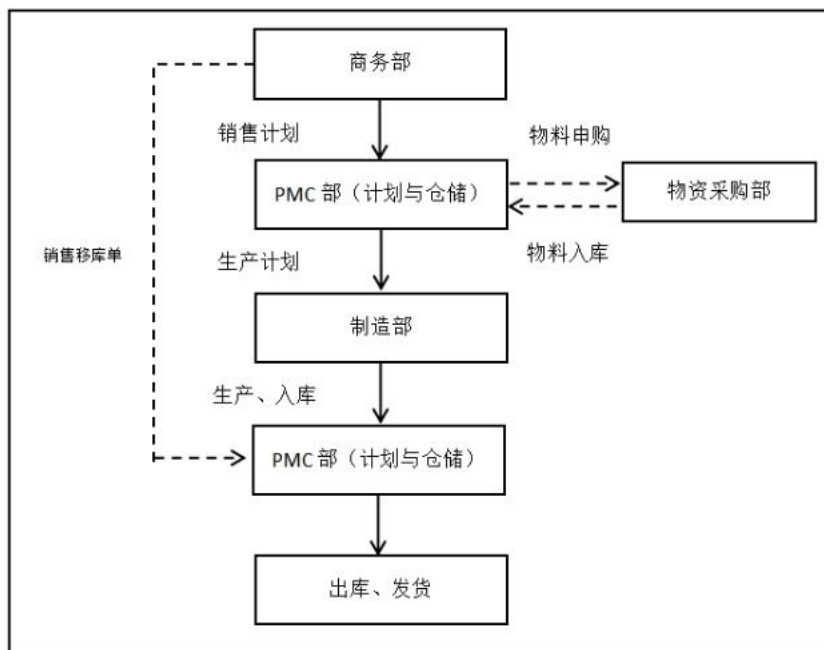 商务部
销售计划
物料申购
PMC 部（计划与仓储）
物资采购部
销售移库单
生产计划
物料入库
制造部
生产、入库
PMC 部（计划与仓储）
出库、发货